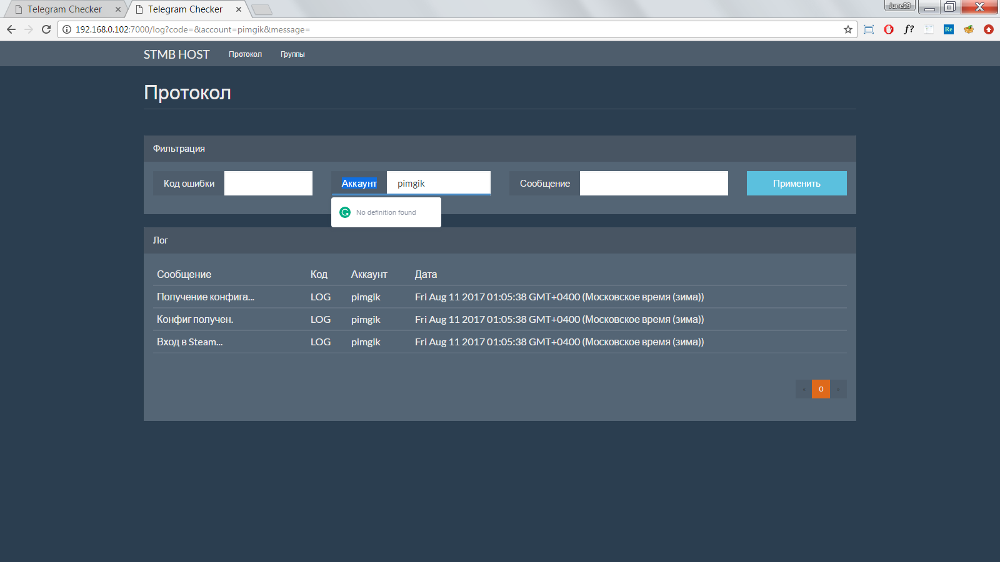 Telegram Checker
Telegram Checker
June29
192.168.0.102:7000/log?code=&account=pimgik&message=
f?
Re
STMB HOST
Протокол
Группы
Протокол
Фильтрация
Код ошибки
Аккаунт
pimgik
Сообщение
Применить
No definition found
Лог
Сообщение Код Аккаунт Дата
Получение конфига... LOG pimgik Fri Aug 11 2017 01:05:38 GMT+0400 (Московское время (зима))
Конфиг получен. LOG pimgik Fri Aug 11 2017 01:05:38 GMT+0400 (Московское время (зима))
Вход в Steam... LOG pimgik Fri Aug 11 2017 01:05:38 GMT+0400 (Московское время (зима))
0